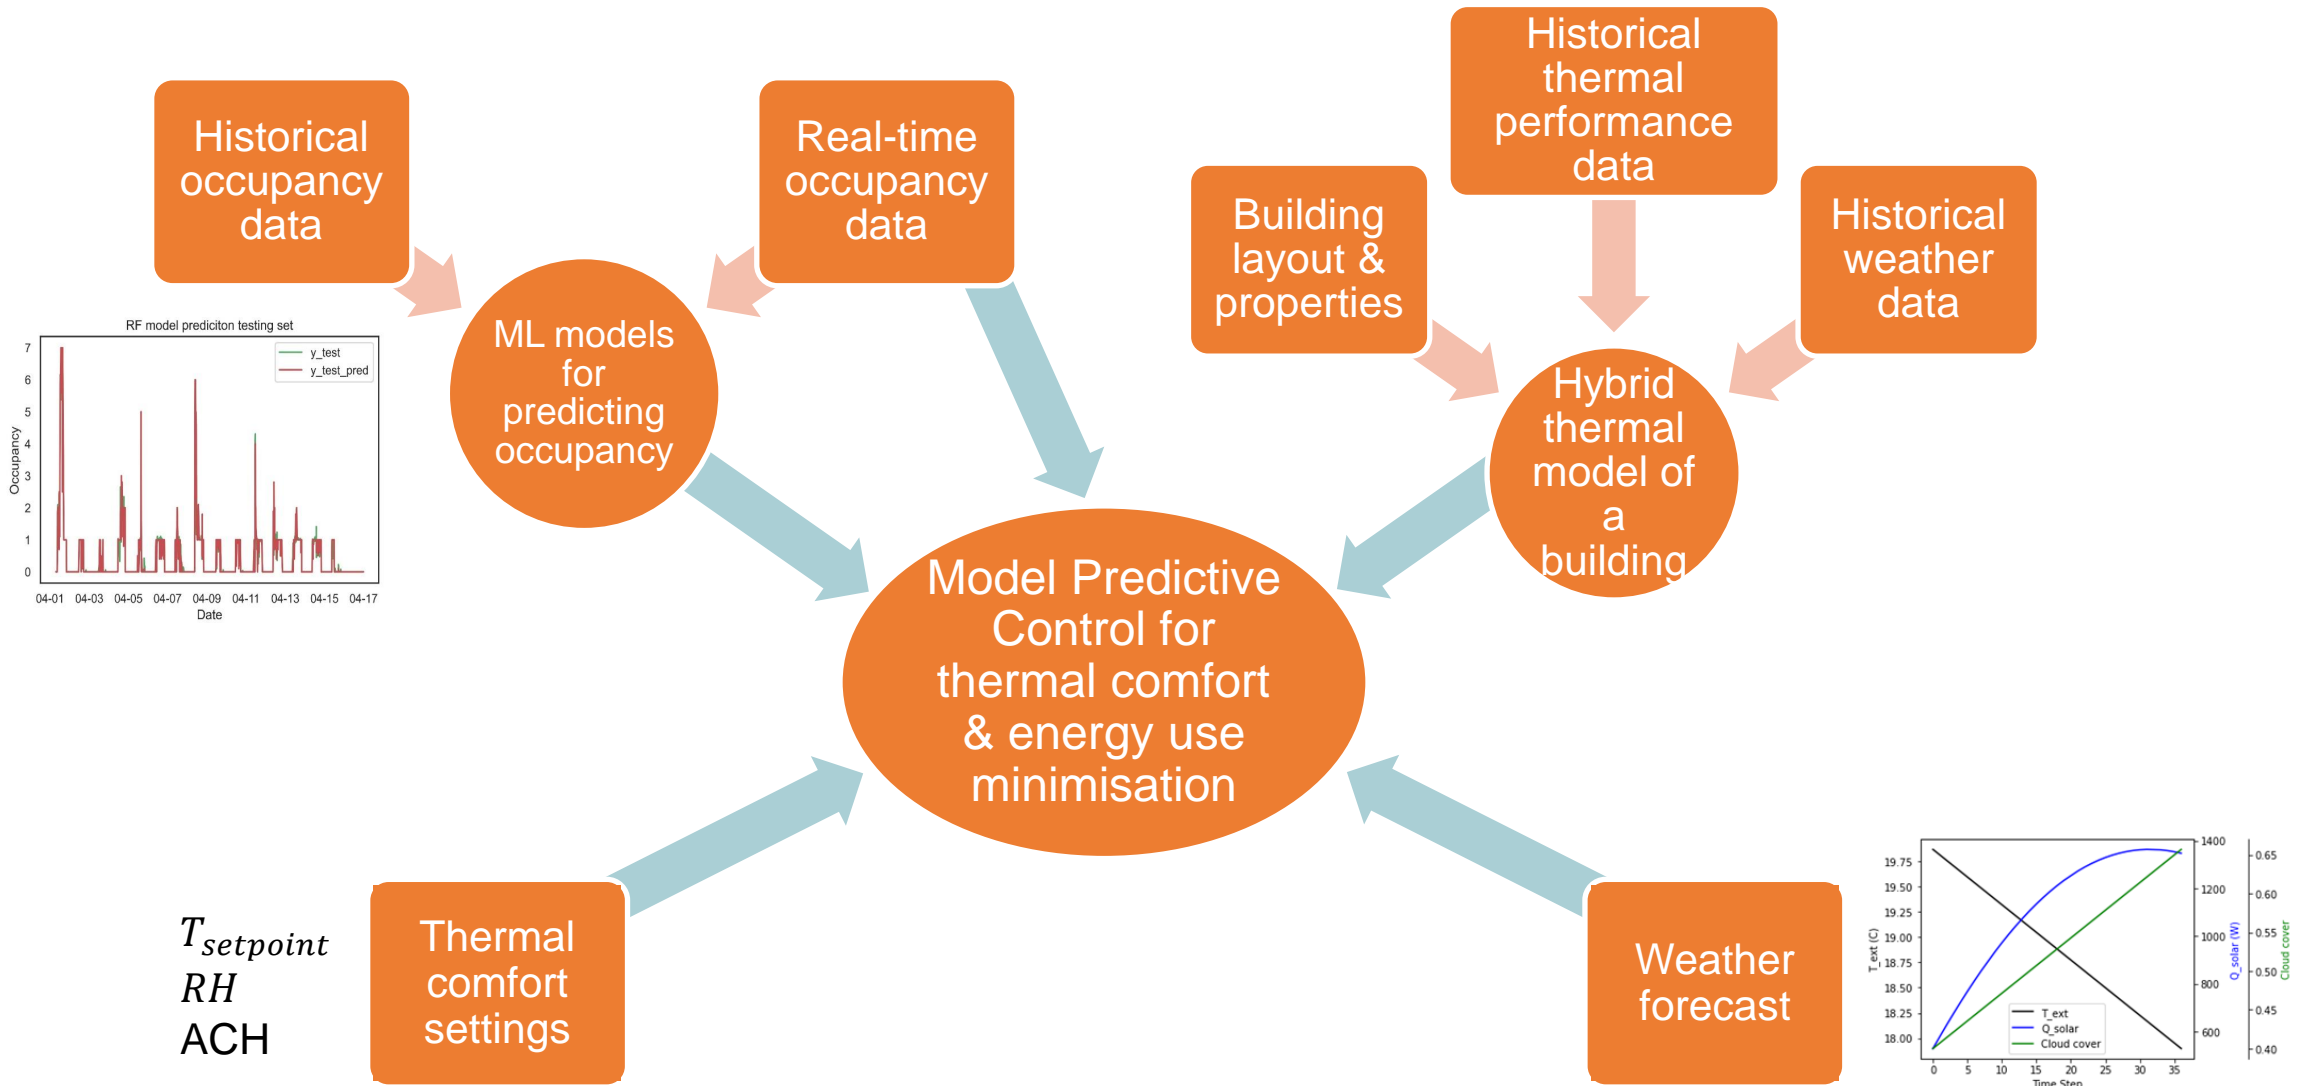 Historical
thermal
performance
data
Historical
occupancy
data
Real-time
occupancy
data
Building
layout &
properties
Historical
weather
data
ML models
for
predicting
occupancy
Hybrid
thermal
model of
a
building
RF model prediciton testing set
y_test
y_test_pred
7
6
5
4
3
2
1
0
Occupancy
04-01 04-03 04-05 04-07 04-09 04-11 04-13 04-15 04-17
Date
Model Predictive
Control for
thermal comfort
& energy use
minimisation
T_setpoint
RH
ACH
Thermal
comfort
settings
Weather
forecast
19.75
19.50
19.25
19.00
18.75
18.50
18.25
18.00
T_ext (C)
T_ext
Q_solar
Cloud cover
0 5 10 15 20 25 30 35
Time Step
1400
1200
1000
800
600
Q_solar (W)
0.65
0.60
0.55
0.50
0.45
0.40
Cloud cover